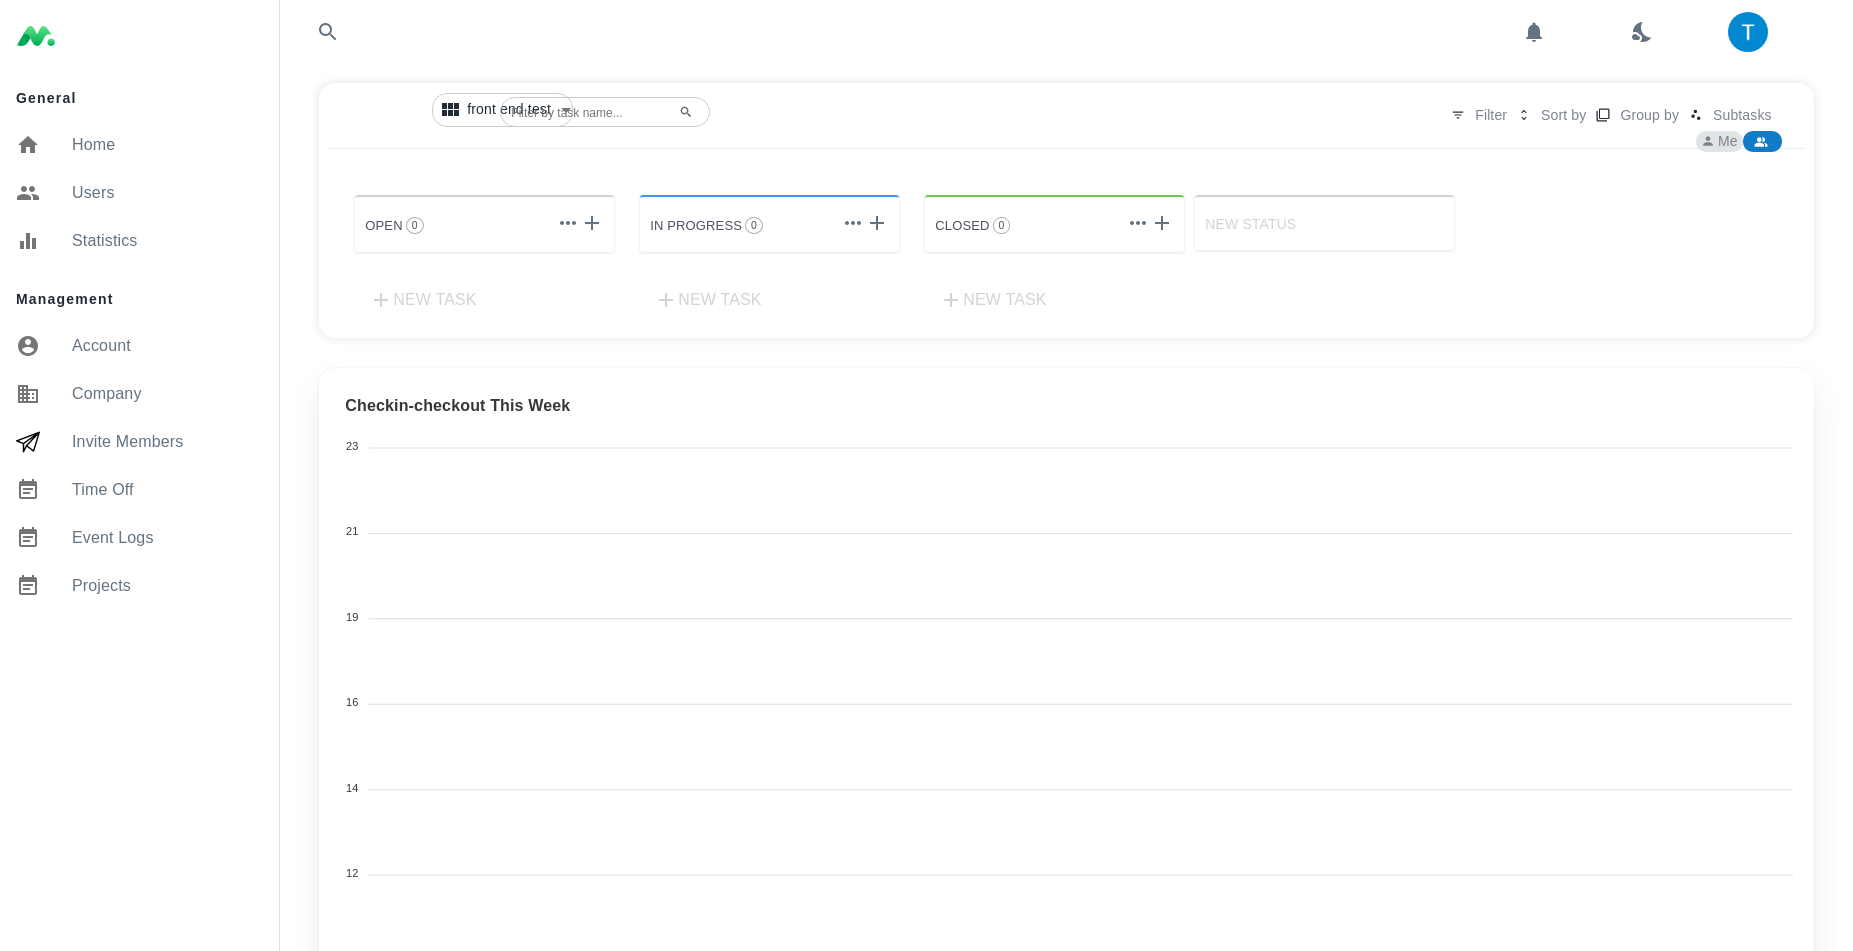 T
General
Home
Users
Statistics
Management
Account
Company
Invite Members
Time Off
Event Logs
Projects
front end test
Filter by task name...
Filter
Sort by
Group by
Subtasks
Me
OPEN 0
IN PROGRESS 0
CLOSED 0
NEW STATUS
NEW TASK
NEW TASK
NEW TASK
Checkin-checkout This Week
23
21
19
16
14
12